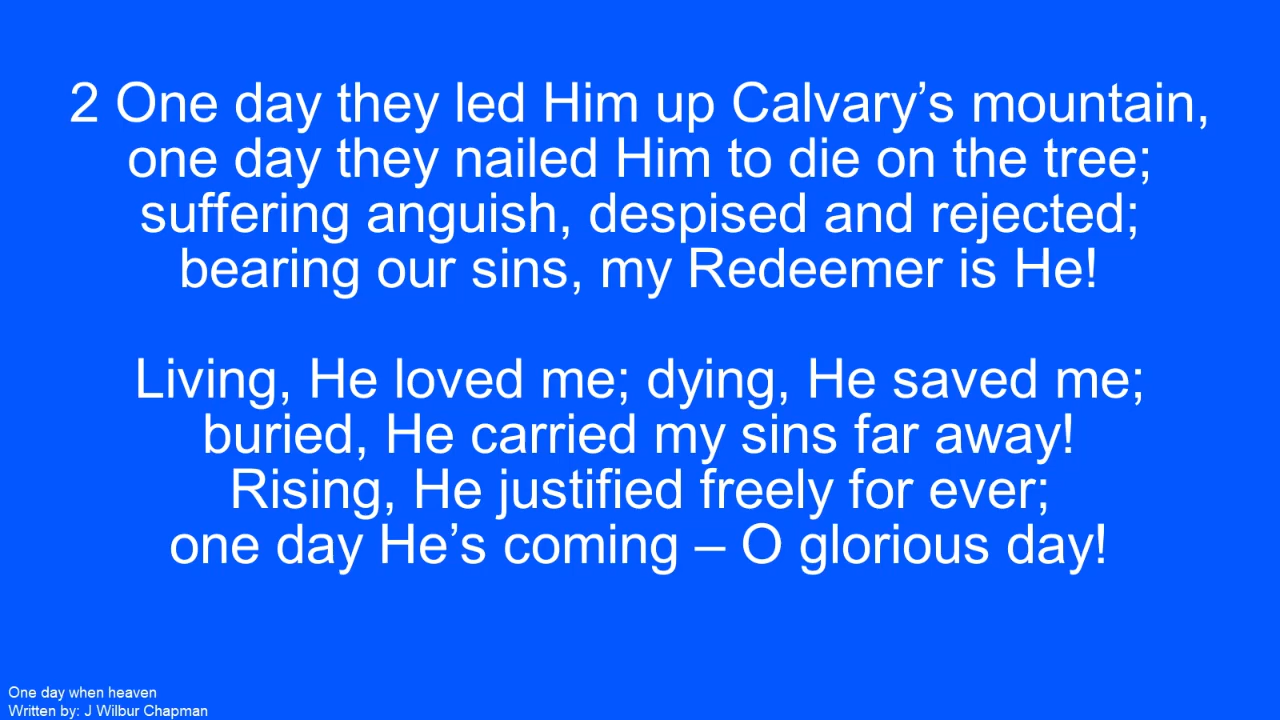 2 One day they led Him up Calvary’s mountain,
one day they nailed Him to die on the tree;
suffering anguish, despised and rejected;
bearing our sins, my Redeemer is He!
Living, He loved me; dying, He saved me;
buried, He carried my sins far away!
Rising, He justified freely for ever;
one day He’s coming – O glorious day!
One day when heaven
Written by: J Wilbur Chapman